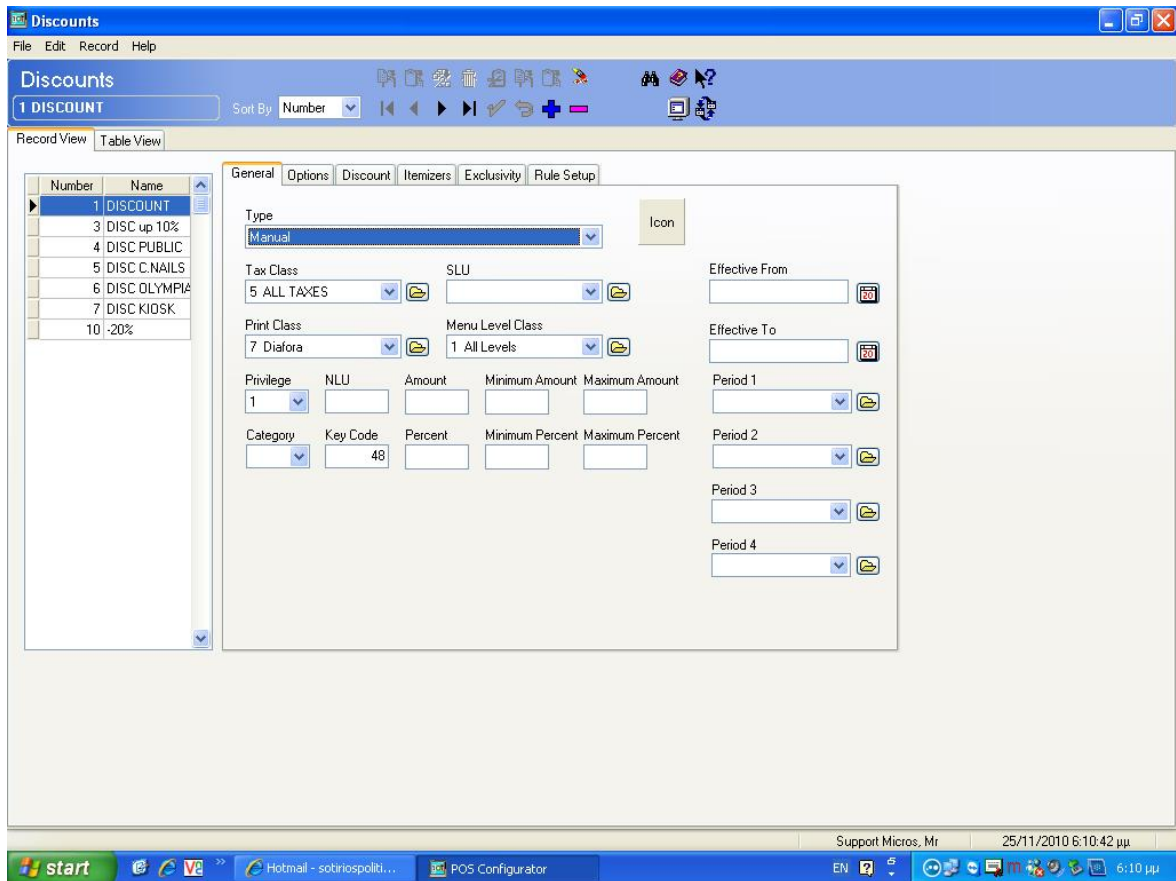 Discounts
File Edit Record Help
Discounts
1 DISCOUNT
Sort By Number
Record View Table View
General Options Discount Itemizers Exclusivity Rule Setup
Number Name
1 DISCOUNT
3 DISC up 10%
4 DISC PUBLIC
5 DISC C.NAILS
6 DISC OLYMPIA
7 DISC KIOSK
10 -20%
Type
Manual
Icon
Tax Class SLU Effective From
5 ALL TAXES
20
Print Class Menu Level Class Effective To
7 Diafora 1 All Levels
20
Privilege NLU Amount Minimum Amount Maximum Amount Period 1
1
Category Key Code Percent Minimum Percent Maximum Percent Period 2
48
Period 3
Period 4
Support Micros, Mr 25/11/2010 6:10:42 μμ
start Hotmail - sotiriospoliti... POS Configurator EN 5 6:10 μμ